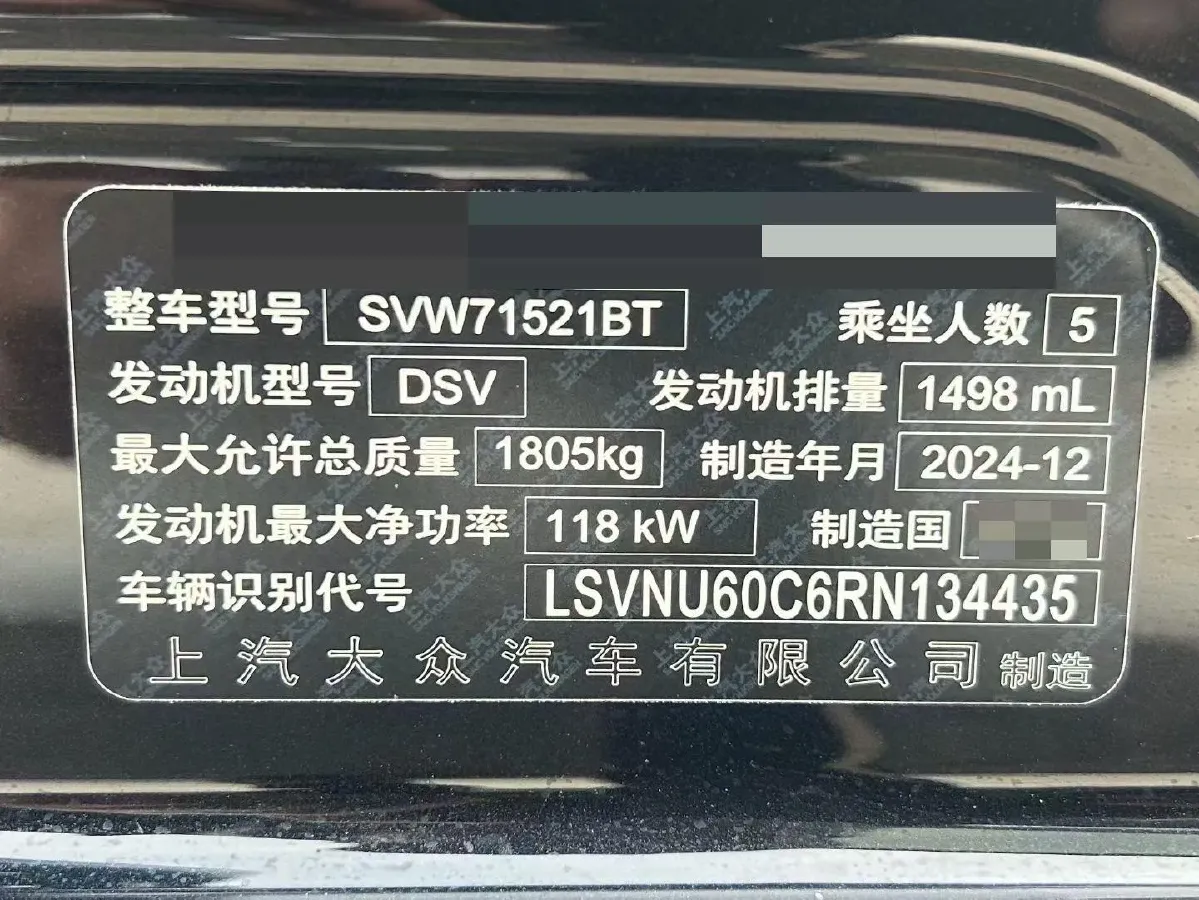 整车型号 SVW71521BT 乘坐人数 5
发动机型号 DSV 发动机排量 1498 mL
最大允许总质量 1805kg 制造年月 2024-12
发动机最大净功率 118 kW 制造国
车辆识别代号 LSVNU60C6RN134435
上汽大众汽车有限公司 制造